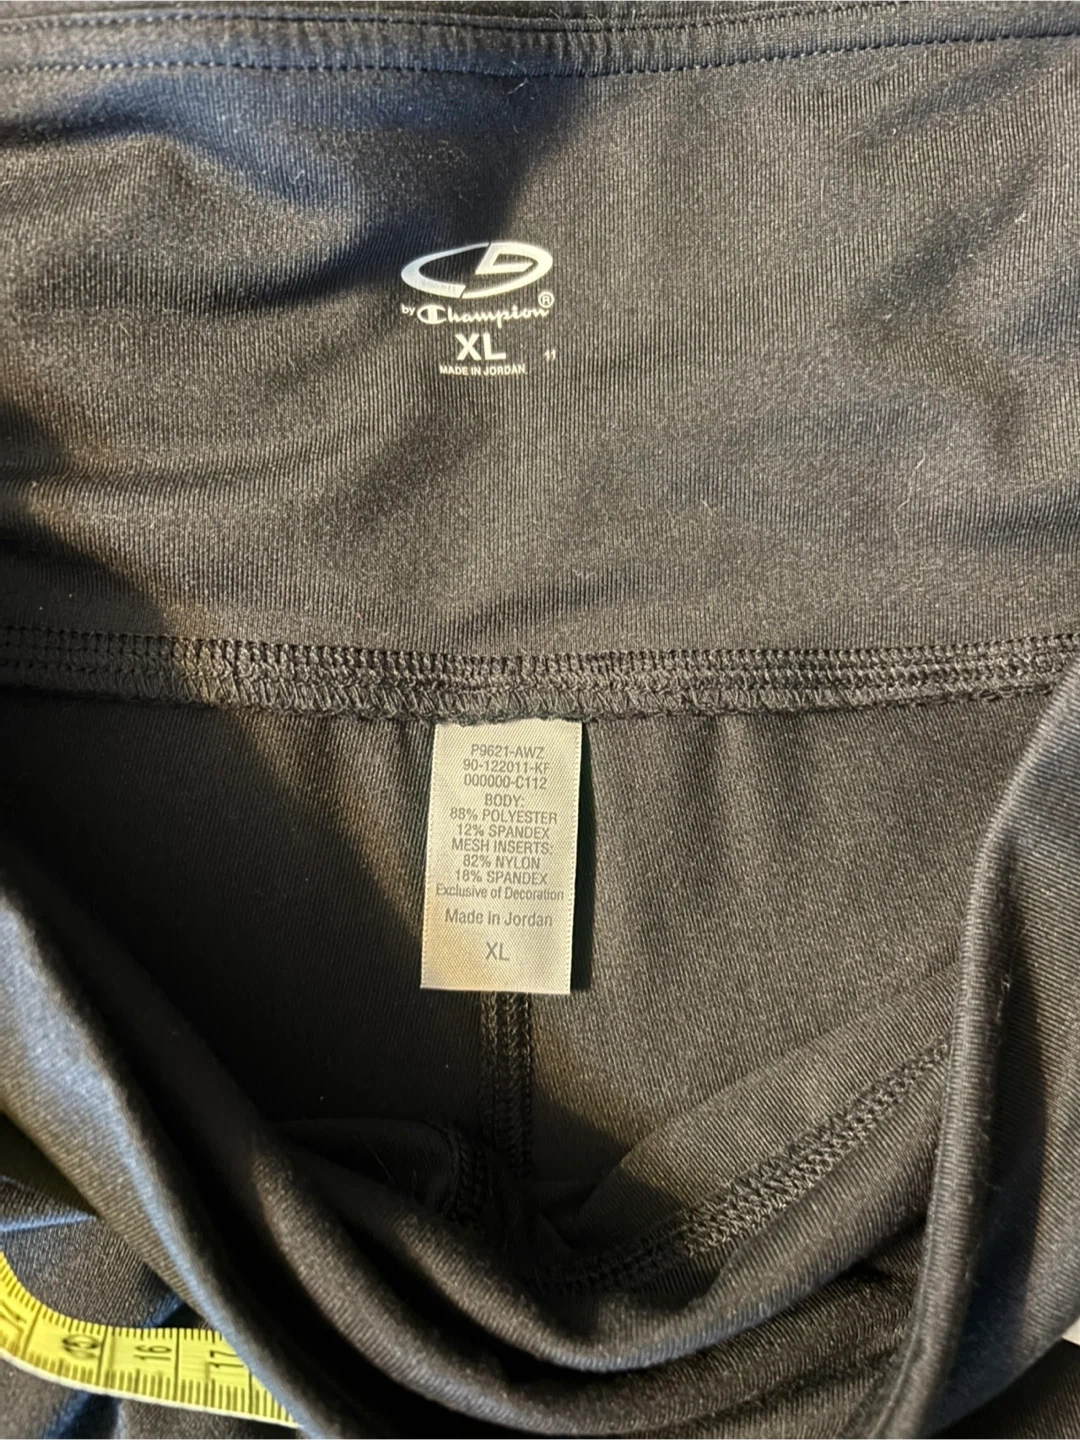 by Champion®
XL 11
MADE IN JORDAN
P9621-AWZ
90-122011-KF
000000-C112
BODY:
88% POLYESTER
12% SPANDEX
MESH INSERTS:
82% NYLON
18% SPANDEX
Exclusive of Decoration
Made in Jordan
XL
16 17